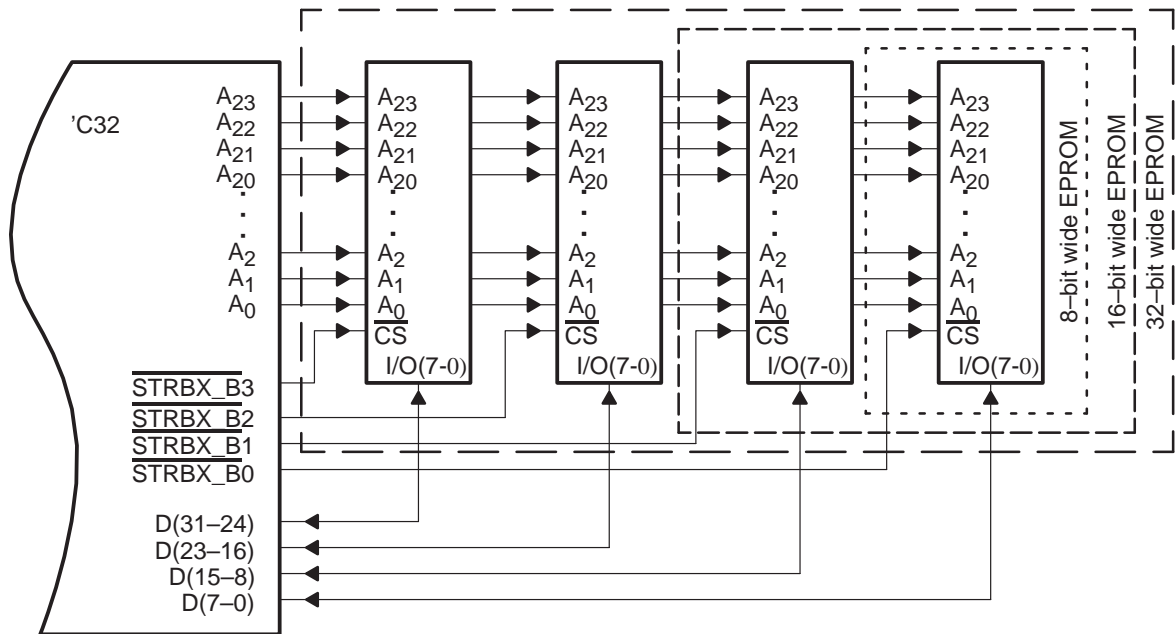 'C32
A23
A22
A21
A20
.
.
.
A2
A1
A0
STRBX_B3
STRBX_B2
STRBX_B1
STRBX_B0
D(31–24)
D(23–16)
D(15–8)
D(7–0)
A23
A22
A21
A20
.
.
.
A2
A1
A0
CS
I/O(7-0)
A23
A22
A21
A20
.
.
.
A2
A1
A0
CS
I/O(7-0)
A23
A22
A21
A20
.
.
.
A2
A1
A0
CS
I/O(7-0)
A23
A22
A21
A20
.
.
.
A2
A1
A0
CS
I/O(7-0)
8–bit wide EPROM
16–bit wide EPROM
32–bit wide EPROM